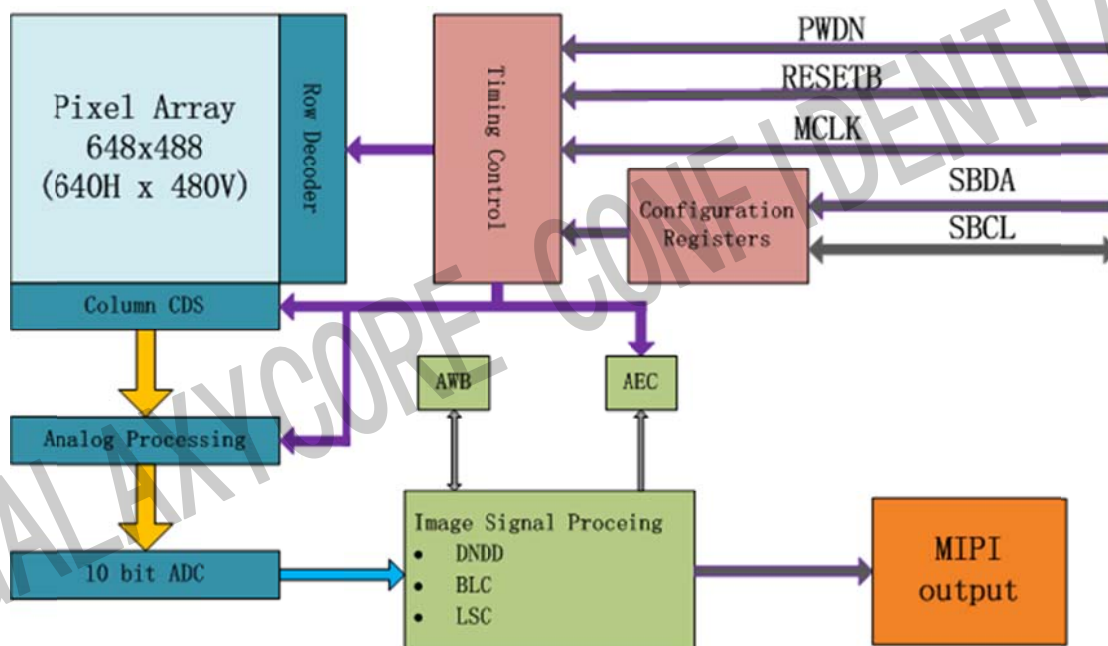 PWDN
RESETB
MCLK
SBDA
SBCL
Pixel Array
648x488
(640H x 480V)
Row Decoder
Timing Control
Configuration
Registers
Column CDS
AWB
AEC
Analog Processing
10 bit ADC
Image Signal Proceing
• DNDD
• BLC
• LSC
MIPI
output
GALAXYCORE CONFIDENTIAL